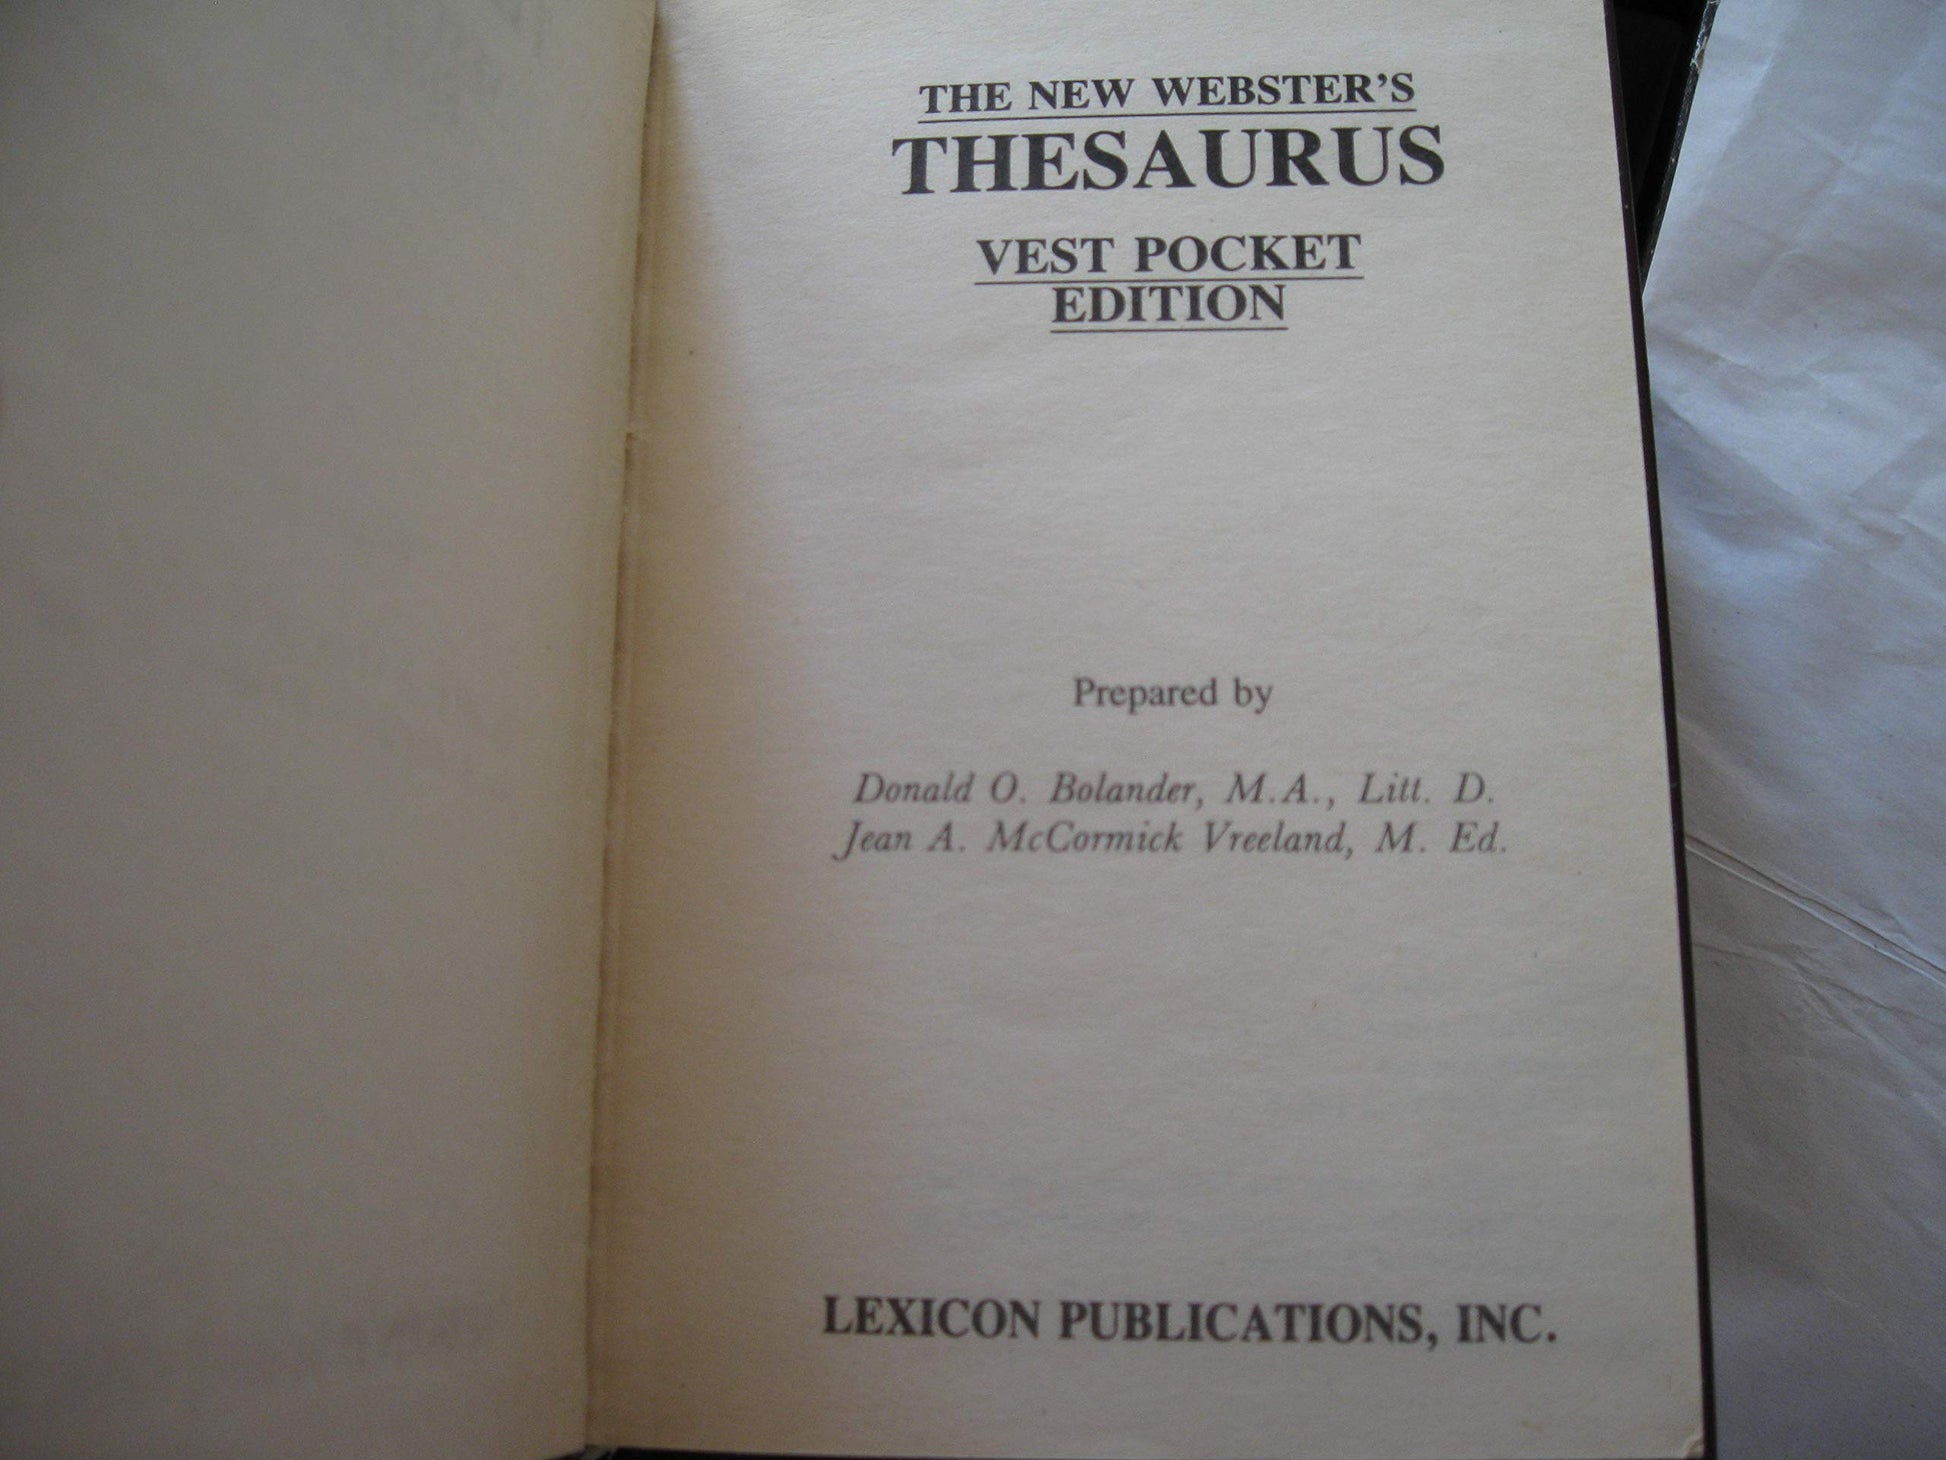 THE NEW WEBSTER'S
THESAURUS
VEST POCKET
EDITION
Prepared by
Donald O. Bolander, M.A., Litt. D.
Jean A. McCormick Vreeland, M. Ed.
LEXICON PUBLICATIONS, INC.